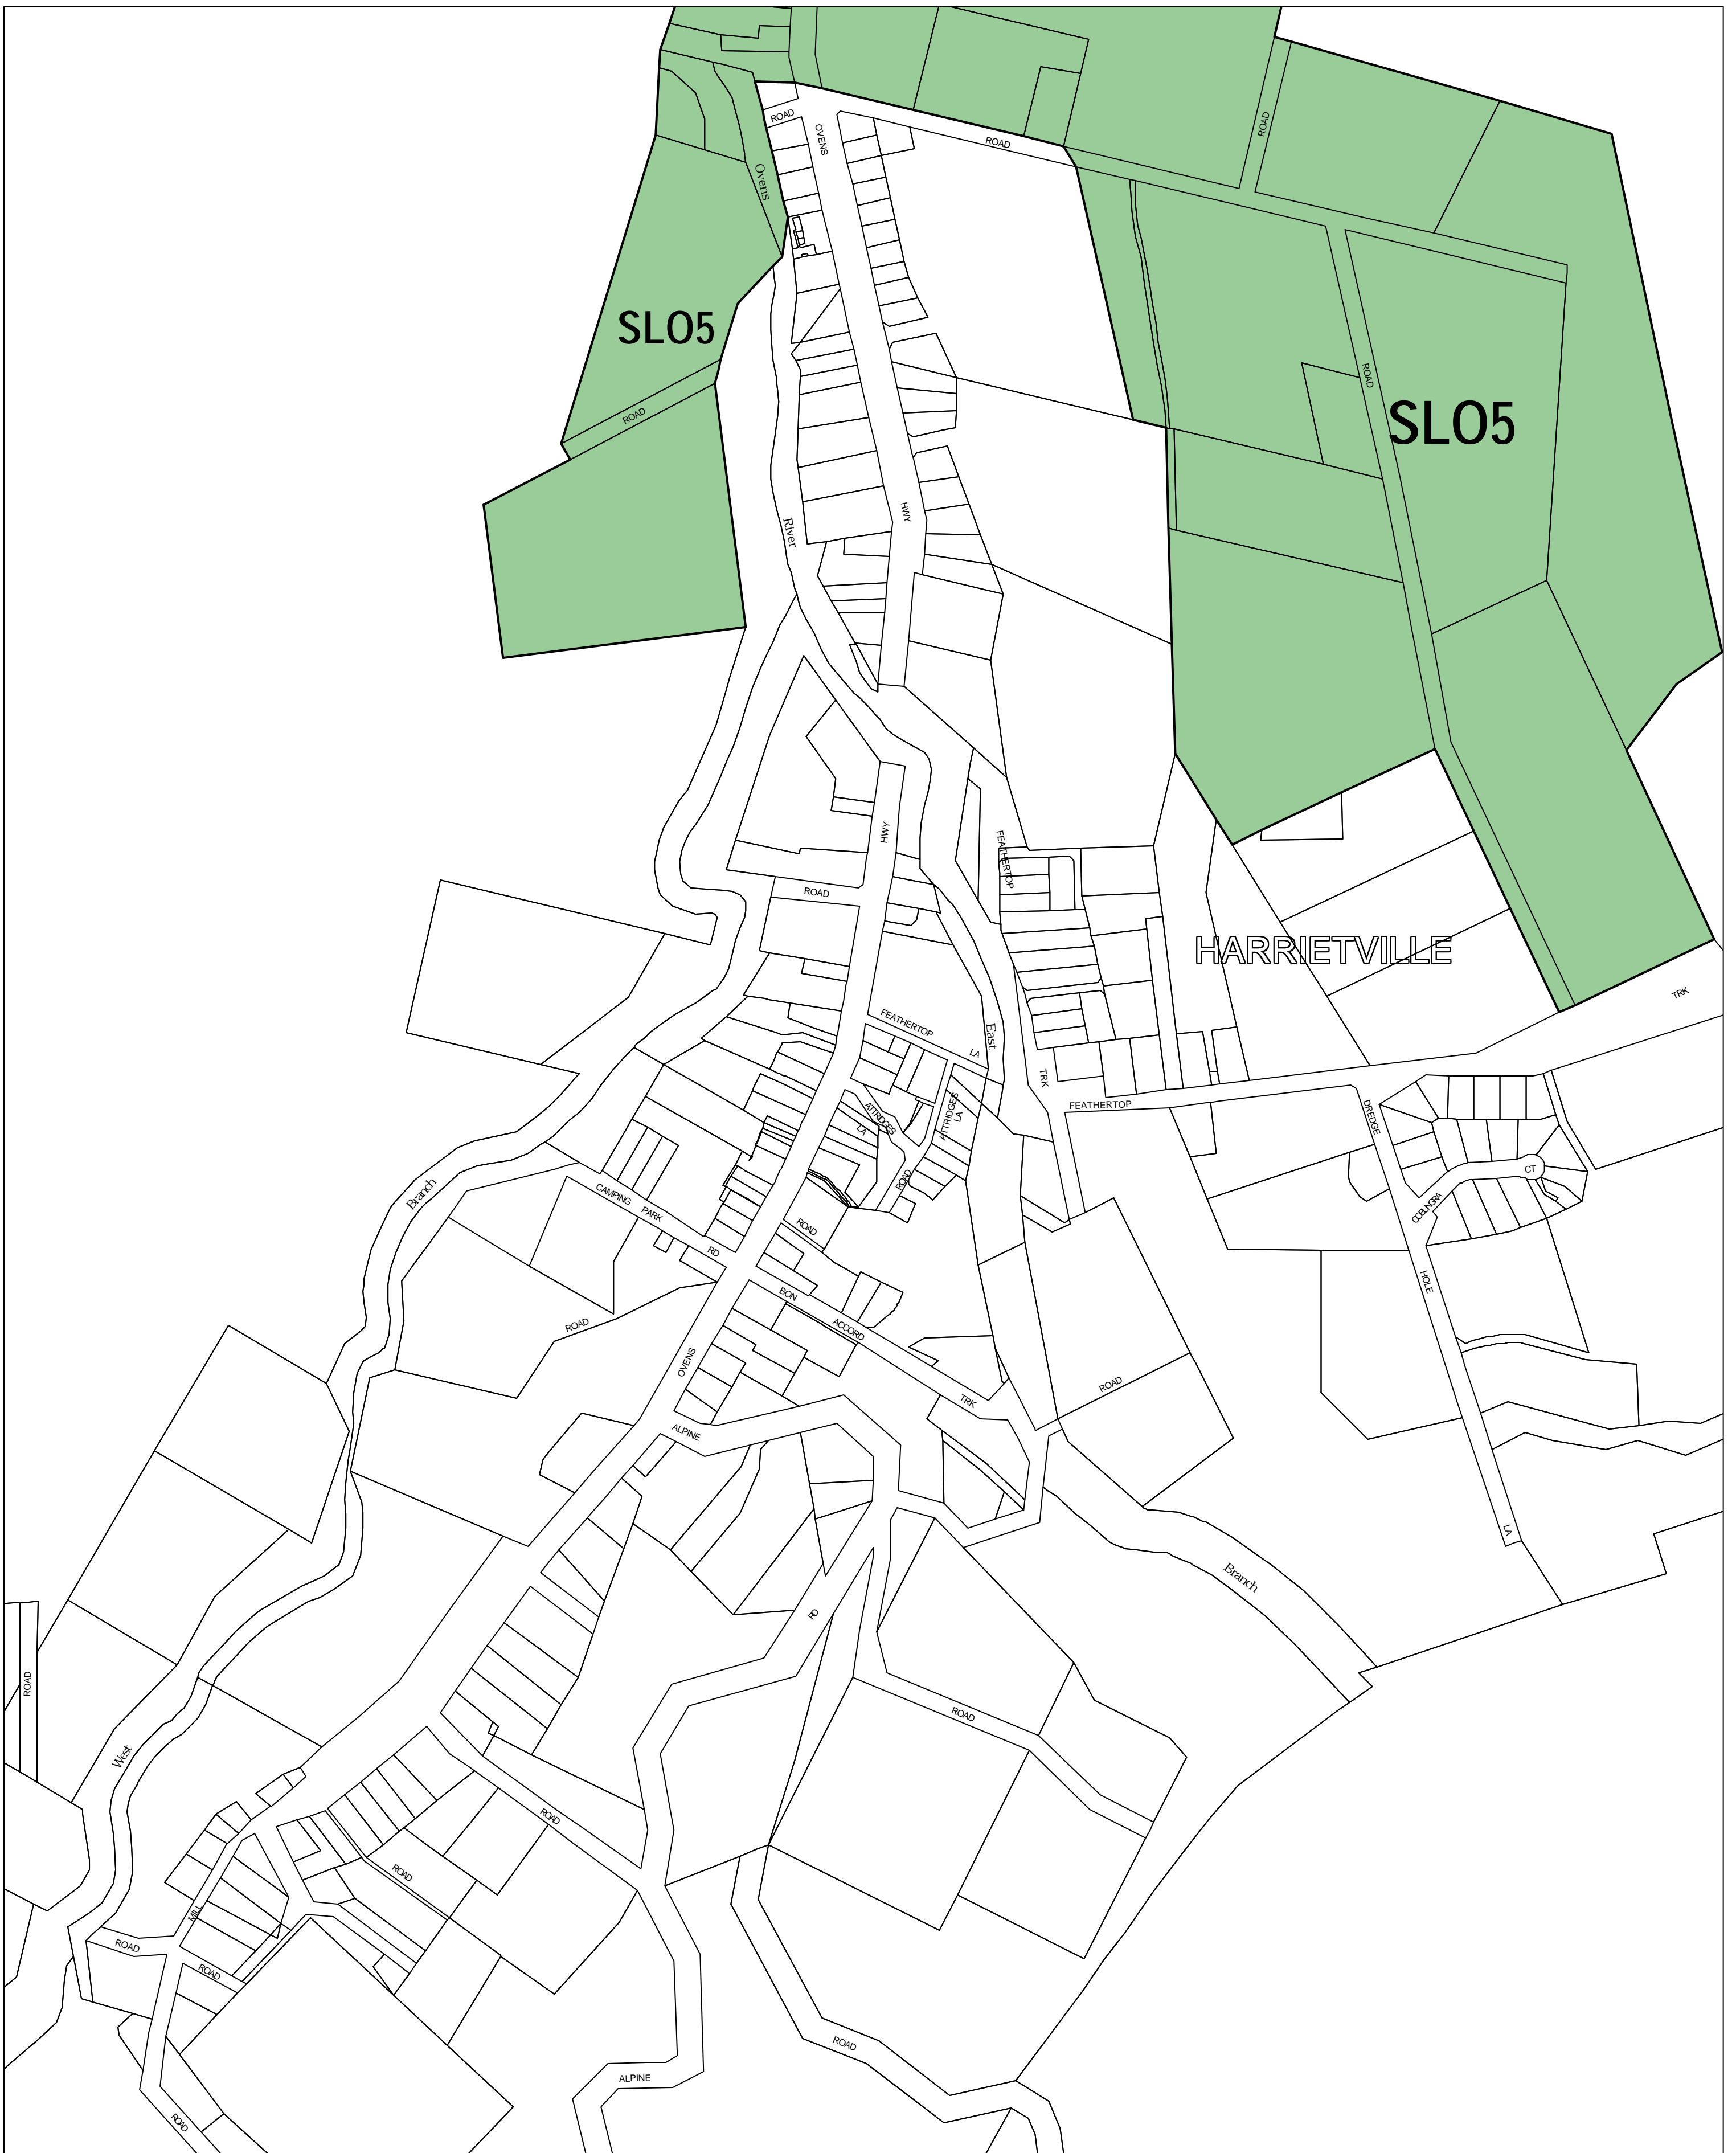 ROAD
OVENS
ROAD
ROAD
Ovens
SLO5
ROAD
ROAD
SLO5
HWY
River
HWY
FEATHERTOP
ROAD
HARRIETVILLE
TRK
FEATHERTOP
LA
East
TRK
FEATHERTOP
ATTRIDGES
LA
ATTRIDGES
LA
DREDGE
CT
COBUNGRA
ROAD
Branch
CAMPING
PARK
RD
ROAD
BON
ACCORD
TRK
HOLE
ROAD
OVENS
ROAD
ALPINE
LA
Branch
RD
ROAD
ROAD
West
ROAD
ROAD
MILL
ROAD
ROAD
ROAD
ALPINE
ROAD